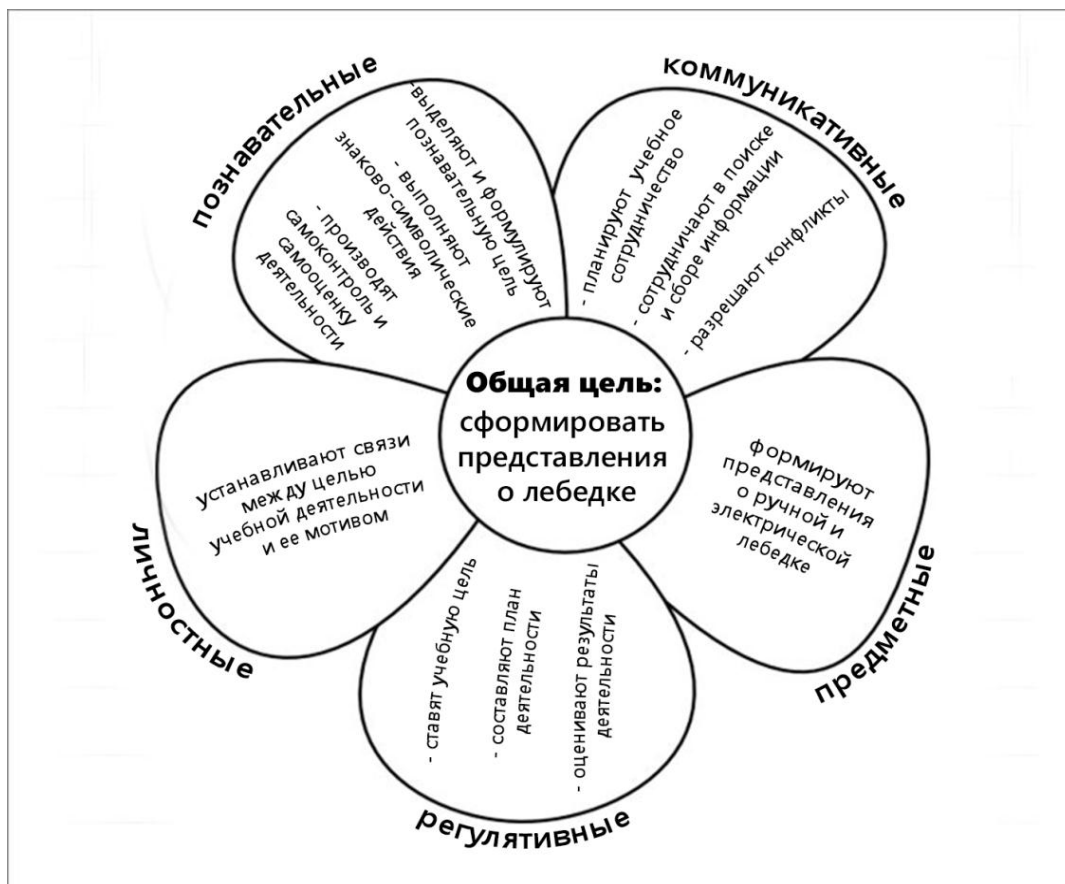 познавательные
-выделяют и формулируют
познавательную цель
- выполняют
знаково-символические
действия
- производят
самоконтроль и
самооценку
деятельности
коммуникативные
- планируют учебное
сотрудничество
- сотрудничают в поиске
и сборе информации
- разрешают конфликты
Общая цель:
сформировать
представления
о лебедке
личностные
устанавливают связи
между целью
учебной деятельности
и ее мотивом
предметные
формируют
представления
о ручной и
электрической
лебедке
регулятивные
- ставят учебную цель
- составляют план
деятельности
- оценивают результаты
деятельности